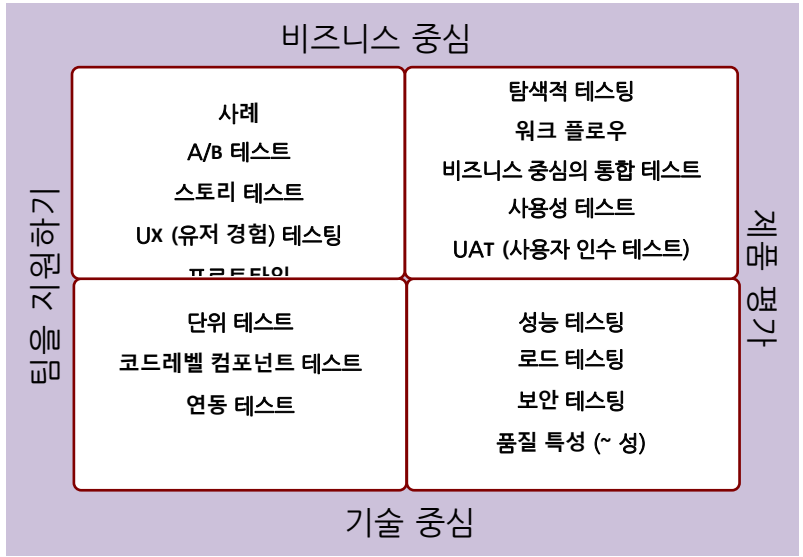 비즈니스 중심
사례
A/B 테스트
스토리 테스트
UX (유저 경험) 테스팅
프로토타입
탐색적 테스팅
워크 플로우
비즈니스 중심의 통합 테스트
사용성 테스트
UAT (사용자 인수 테스트)
팀을 지원하기
제품 평가
단위 테스트
코드레벨 컴포넌트 테스트
연동 테스트
성능 테스팅
로드 테스팅
보안 테스팅
품질 특성 (~ 성)
기술 중심